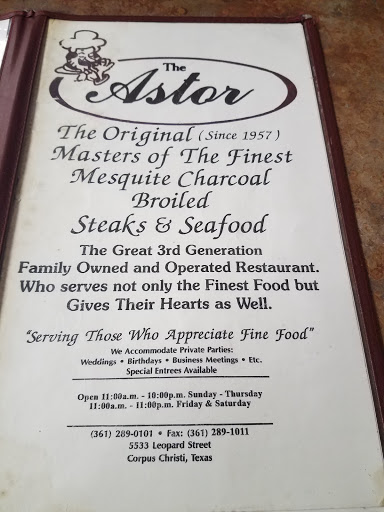 The
Astor
The Original (Since 1957)
Masters of The Finest
Mesquite Charcoal
Broiled
Steaks & Seafood
The Great 3rd Generation
Family Owned and Operated Restaurant.
Who serves not only the Finest Food but
Gives Their Hearts as Well.
"Serving Those Who Appreciate Fine Food"
We Accommodate Private Parties:
Weddings • Birthdays • Business Meetings • Etc.
Special Entrees Available
Open 11:00a.m. - 10:00p.m. Sunday - Thursday
11:00a.m. - 11:00p.m. Friday & Saturday
(361) 289-0101 • Fax: (361) 289-1011
5533 Leopard Street
Corpus Christi, Texas